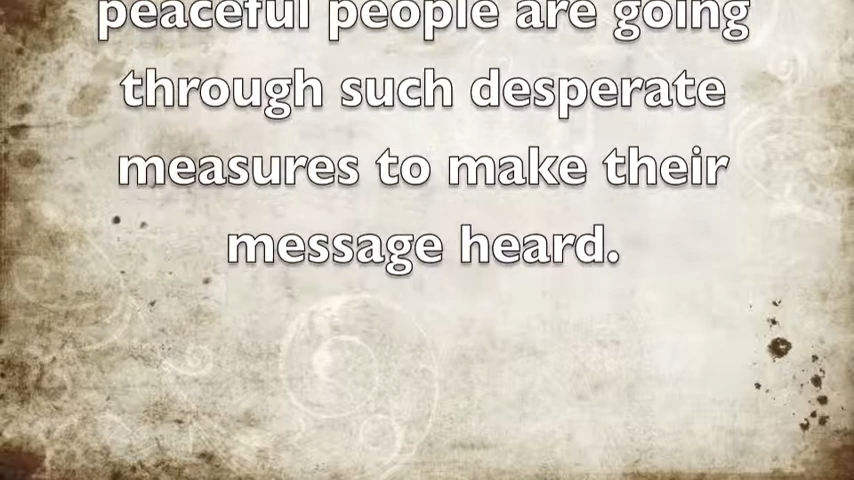 peaceful people are going
through such desperate
measures to make their
message heard.